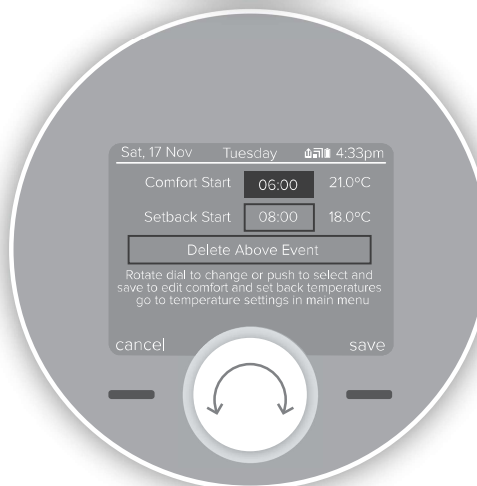 Sat, 17 Nov Tuesday 4:33pm
Comfort Start 06:00 21.0°C
Setback Start 08:00 18.0°C
Delete Above Event
Rotate dial to change or push to select and
save to edit comfort and set back temperatures
go to temperature settings in main menu
cancel save